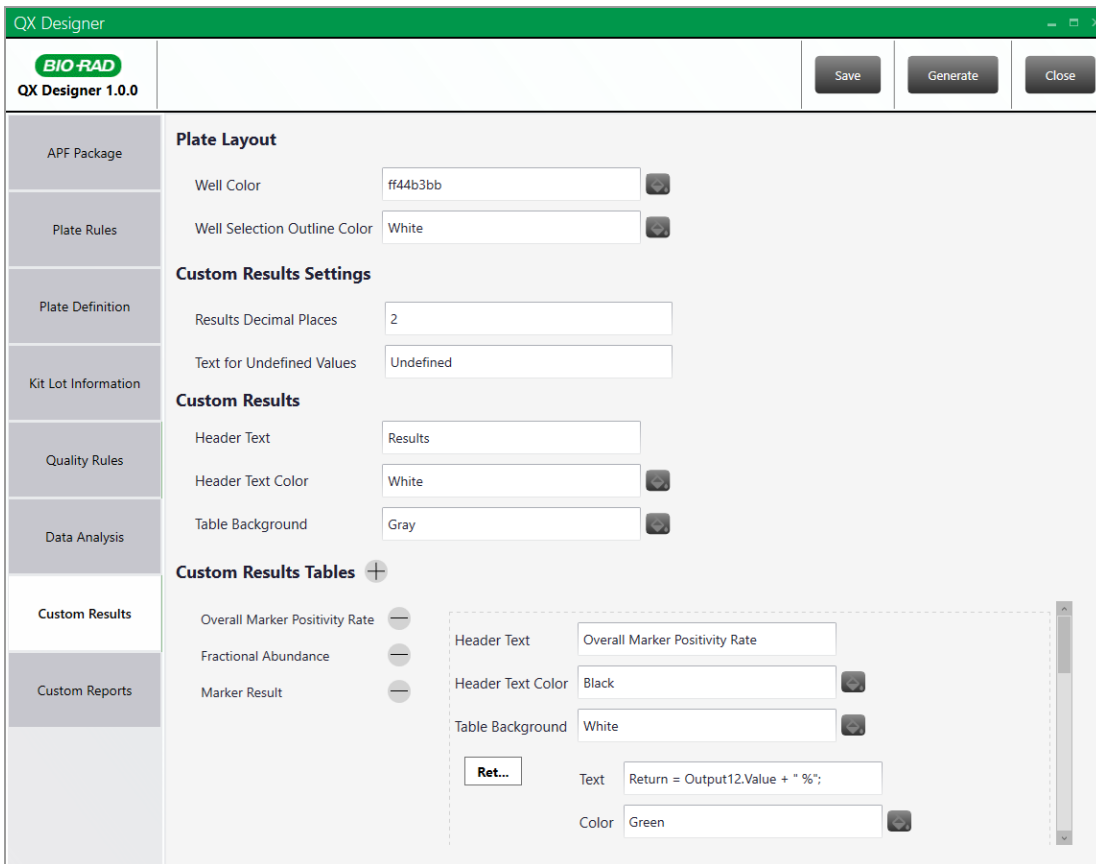 QX Designer
BIO-RAD
QX Designer 1.0.0
Save
Generate
Close
APF Package
Plate Rules
Plate Definition
Kit Lot Information
Quality Rules
Data Analysis
Custom Results
Custom Reports
Plate Layout
Well Color ff44b3bb
Well Selection Outline Color White
Custom Results Settings
Results Decimal Places 2
Text for Undefined Values Undefined
Custom Results
Header Text Results
Header Text Color White
Table Background Gray
Custom Results Tables
Overall Marker Positivity Rate
Fractional Abundance
Marker Result
Header Text Overall Marker Positivity Rate
Header Text Color Black
Table Background White
Ret...
Text Return = Output12.Value + " %";
Color Green